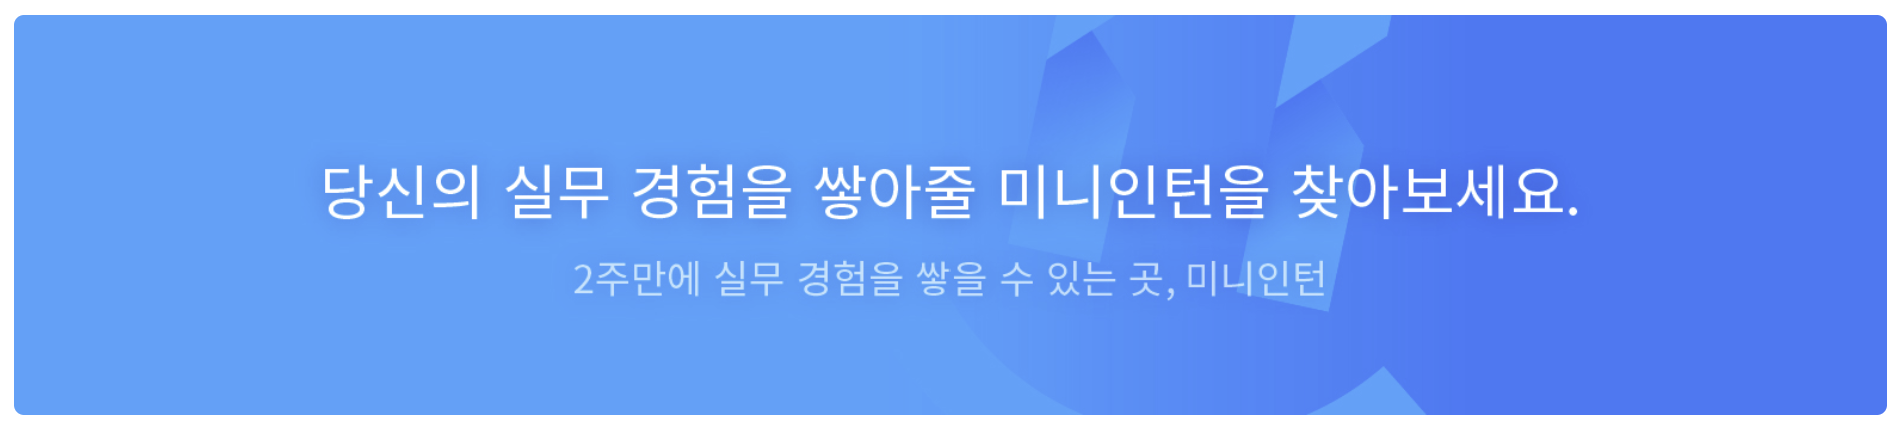 당신의 실무 경험을 쌓아줄 미니인턴을 찾아보세요.
2주만에 실무 경험을 쌓을 수 있는 곳, 미니인턴